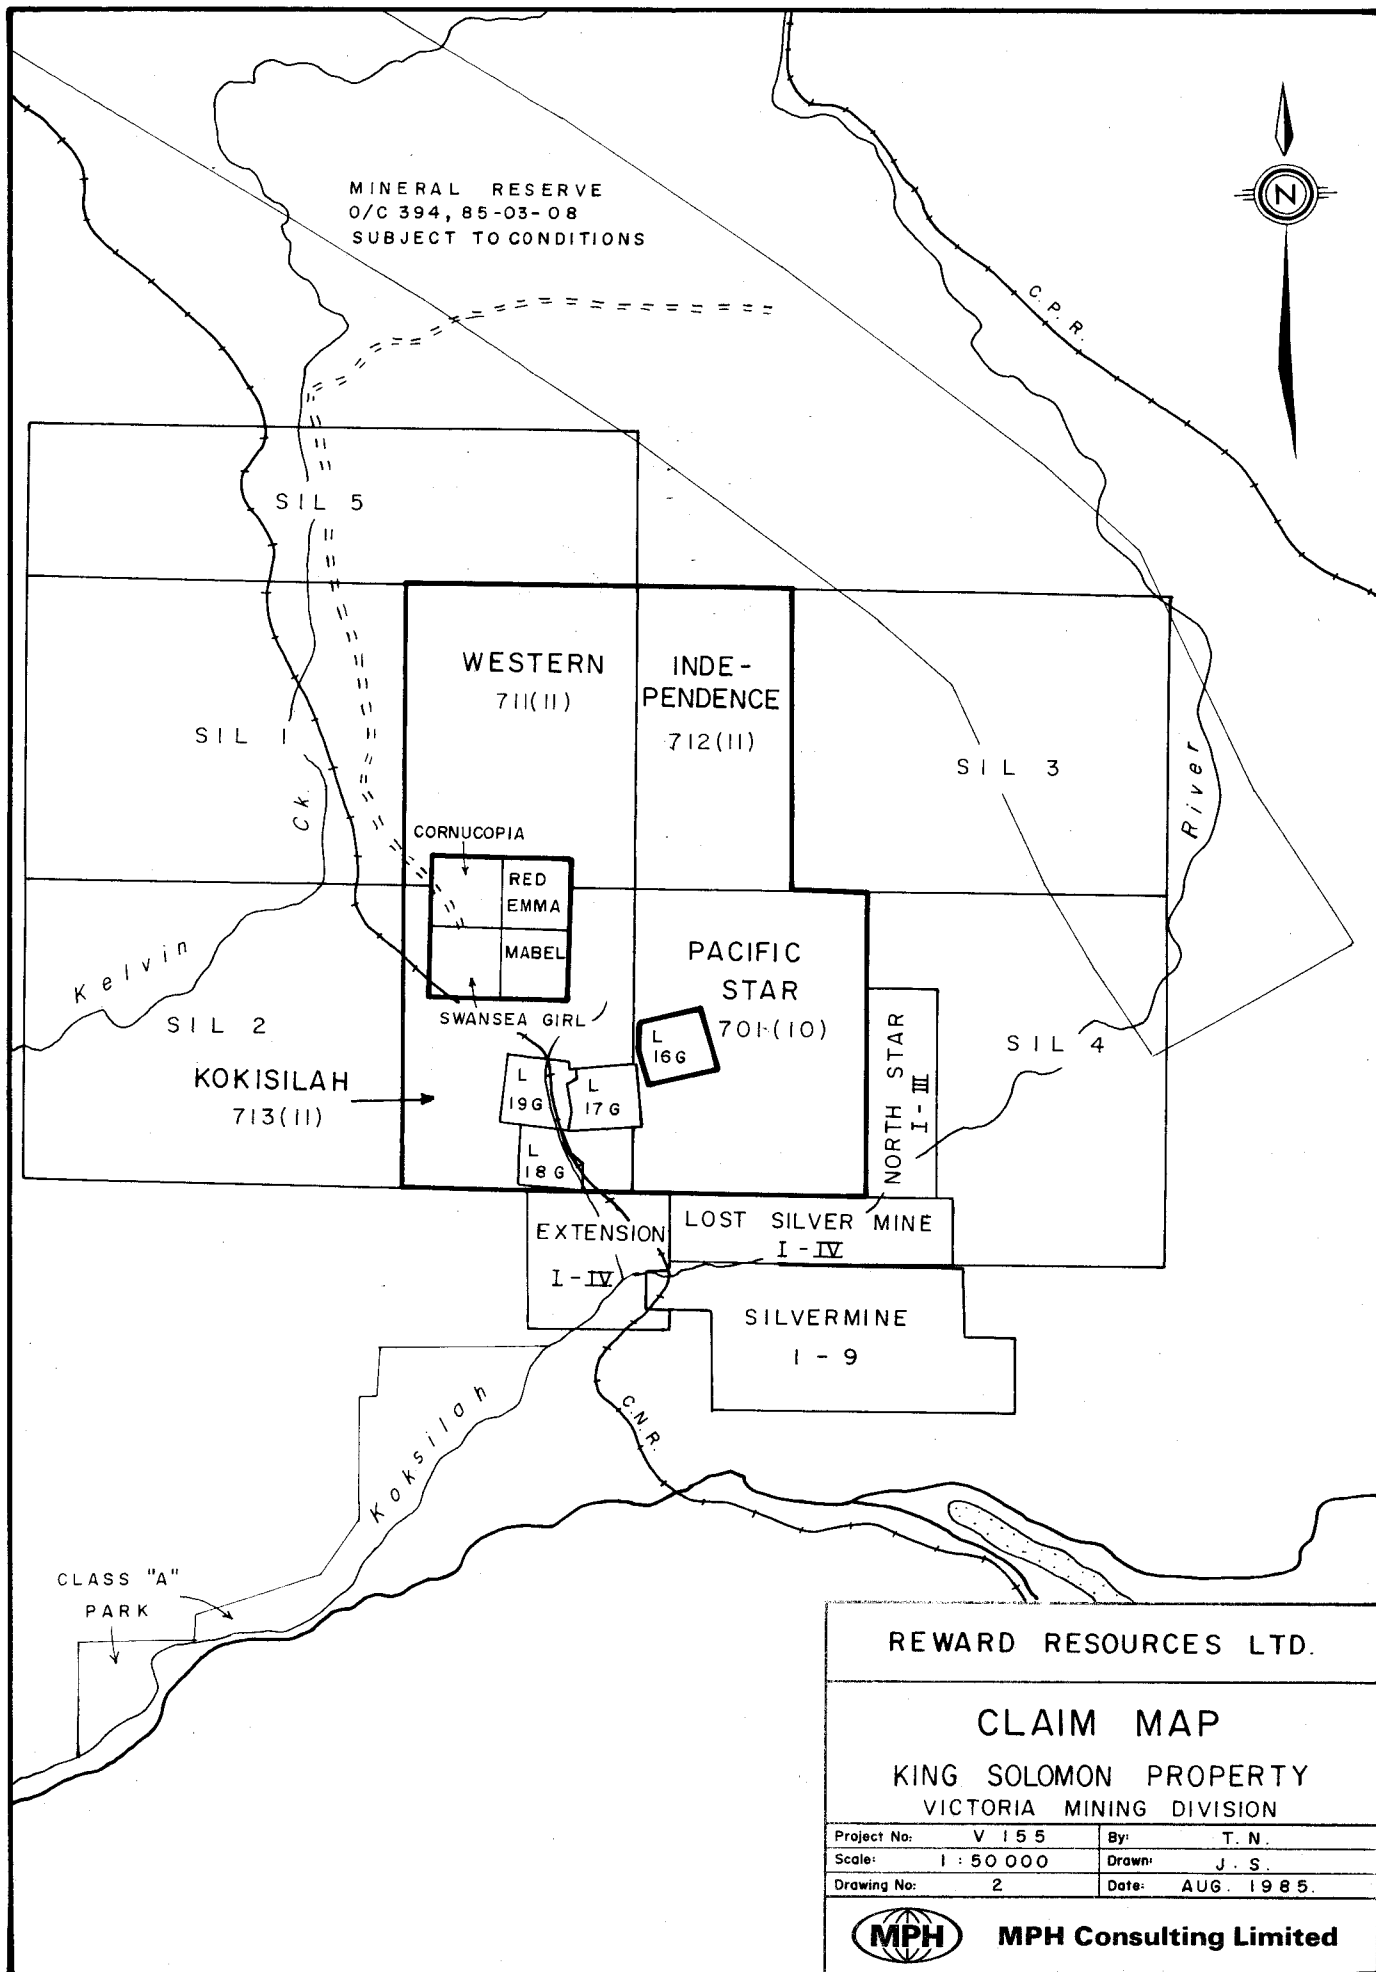 MINERAL RESERVE
O/C 394, 85-03-08
SUBJECT TO CONDITIONS
N
C.P.R.
SIL 5
WESTERN
711(11)
INDE-
PENDENCE
712(11)
SIL 1
SIL 3
River
Ck.
CORNUCOPIA
RED
EMMA
MABEL
Kelvin
SIL 2
SWANSEA GIRL
PACIFIC
STAR
701(10)
L
16G
SIL 4
NORTH STAR
I - III
KOKISILAH
713(11)
L
19G
L
17G
L
18G
EXTENSION
I - IV
LOST SILVER MINE
I - IV
SILVERMINE
1 - 9
Koksilah
C.N.R.
CLASS "A"
PARK
REWARD RESOURCES LTD.
CLAIM MAP
KING SOLOMON PROPERTY
VICTORIA MINING DIVISION
Project No: V 155 By: T. N.
Scale: 1 : 50 000 Drawn: J. S.
Drawing No: 2 Date: AUG. 1985.
MPH MPH Consulting Limited